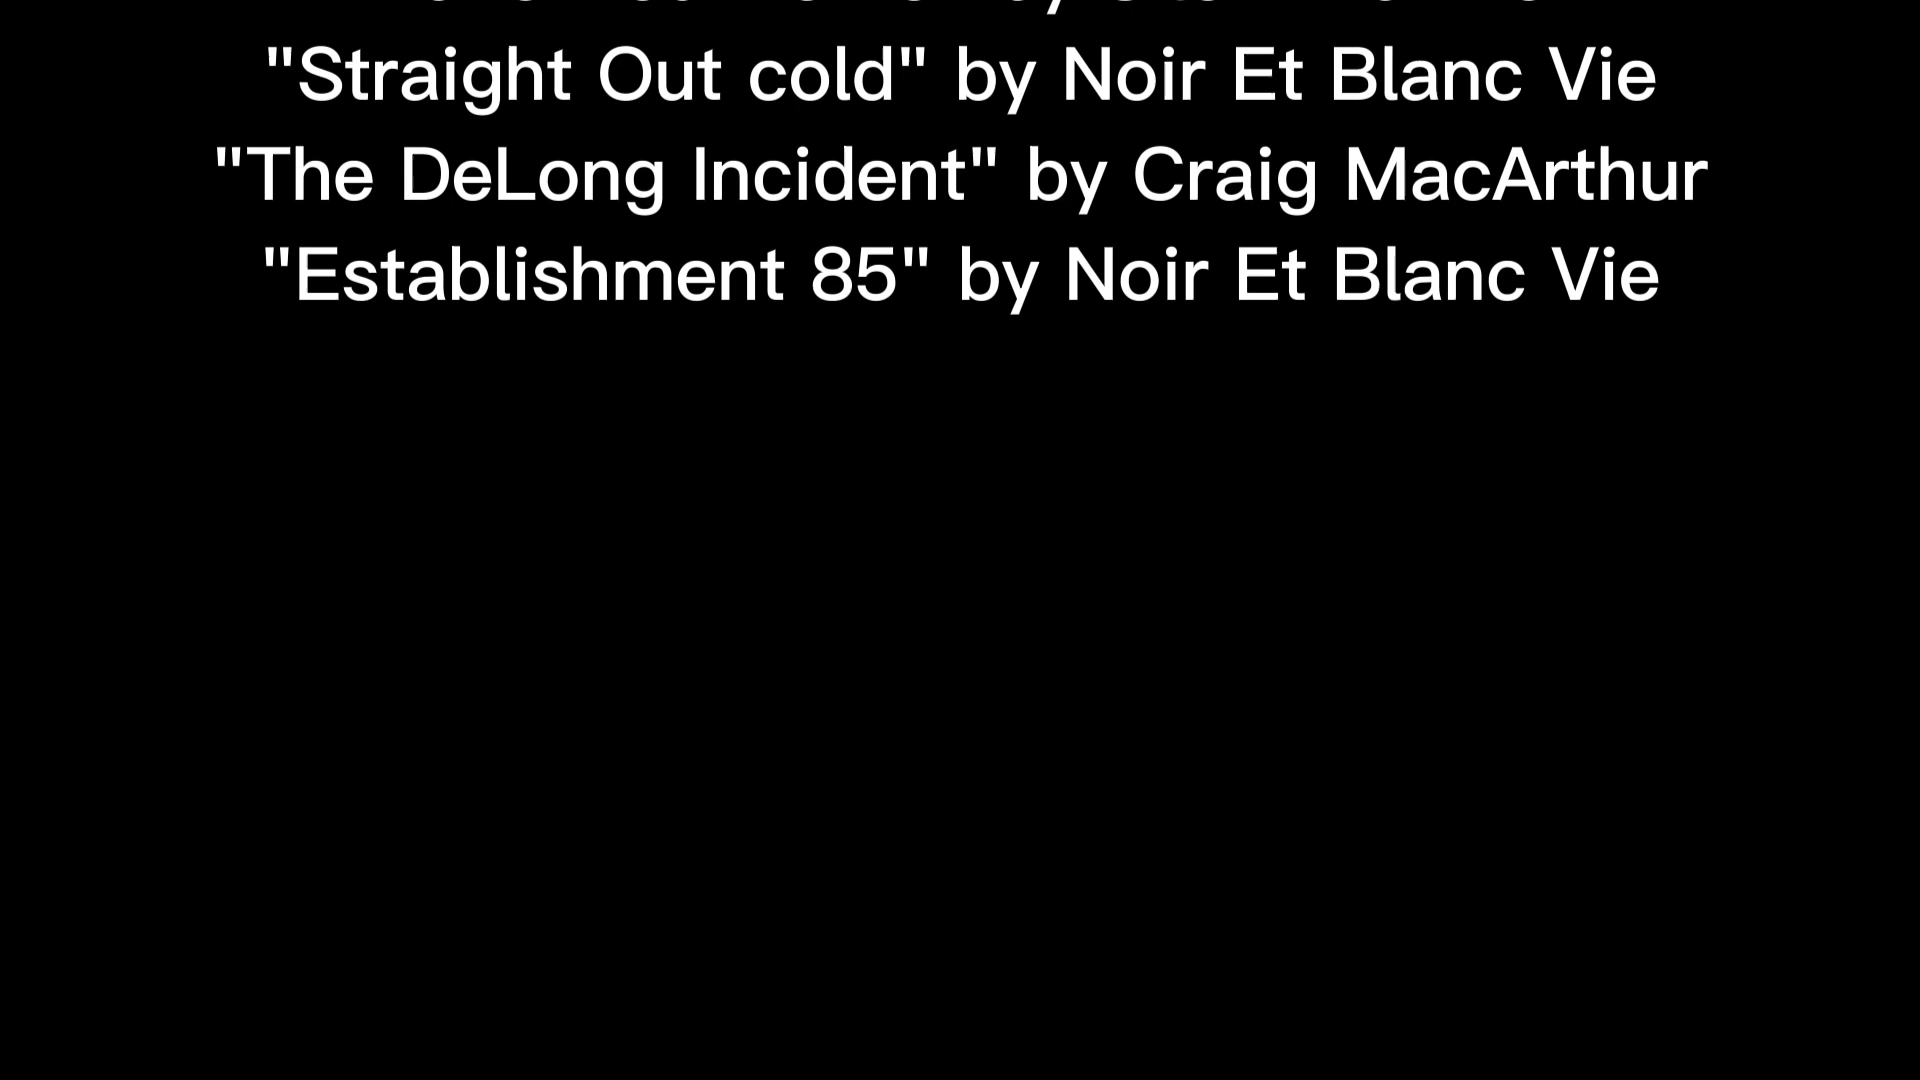 "Straight Out cold" by Noir Et Blanc Vie
"The DeLong Incident" by Craig MacArthur
"Establishment 85" by Noir Et Blanc Vie